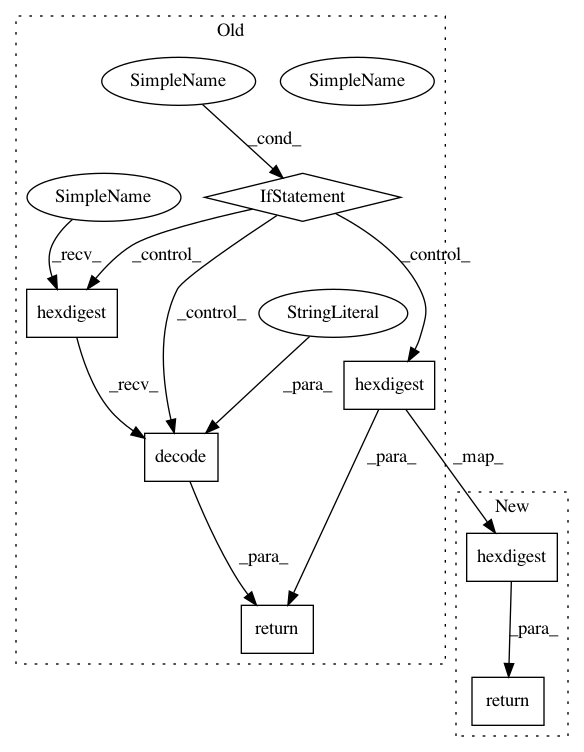 Old
SimpleName
SimpleName
_cond_
SimpleName
IfStatement
_recv_
_control_
_control_
hexdigest
_control_
StringLiteral
hexdigest
_recv_
_para_
decode
_para_
_map_
New
_para_
hexdigest
return
_para_
return